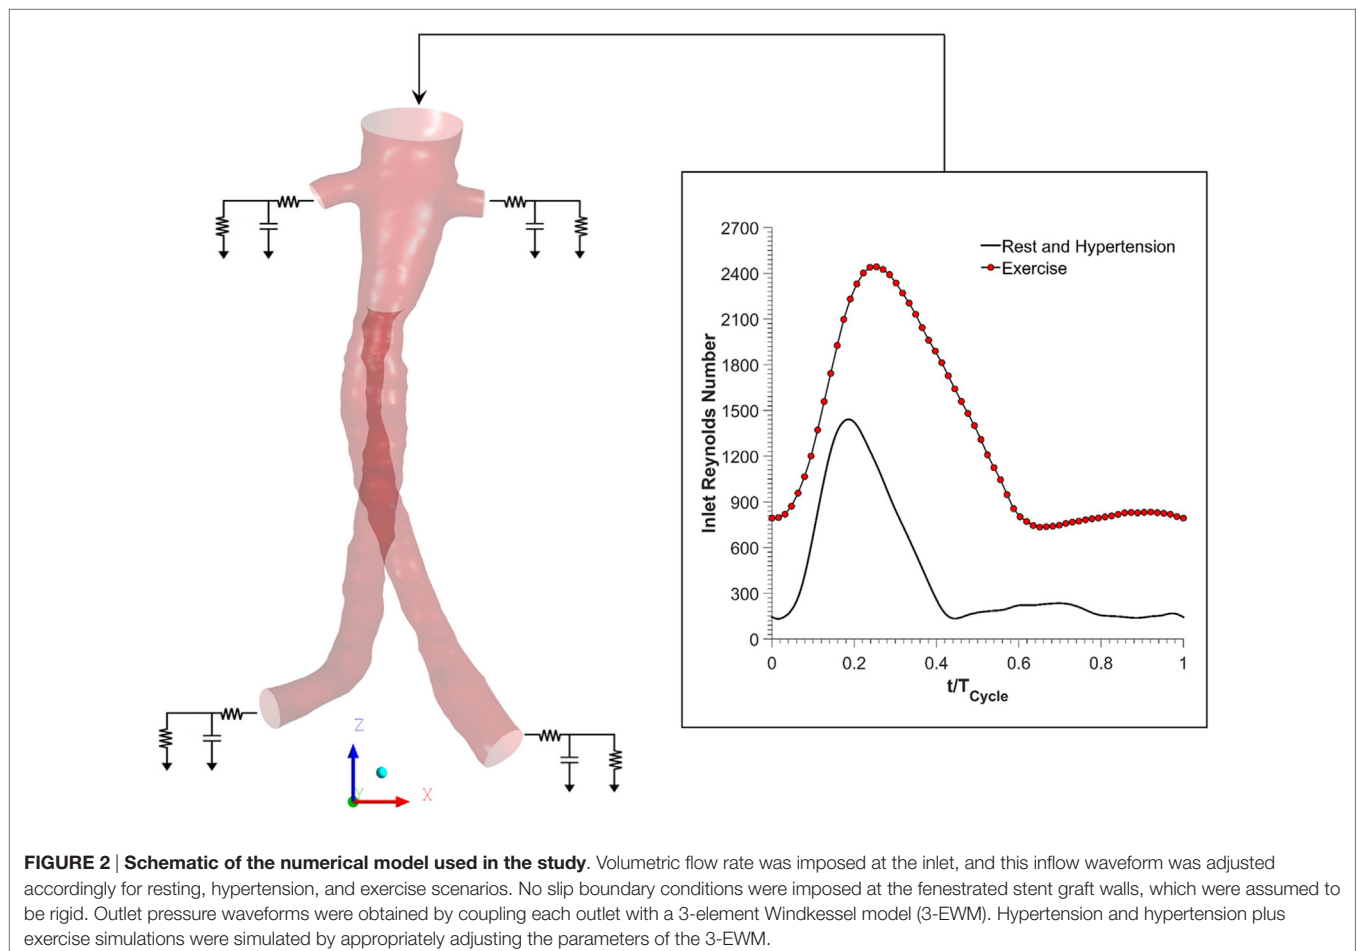 2700
2400
2100
1800
1500
1200
900
600
300
0
Inlet Reynolds Number
Rest and Hypertension
Exercise
0 0.2 0.4 0.6 0.8 1
t/TCycle
Z
Y
X
FIGURE 2 | Schematic of the numerical model used in the study. Volumetric flow rate was imposed at the inlet, and this inflow waveform was adjusted
accordingly for resting, hypertension, and exercise scenarios. No slip boundary conditions were imposed at the fenestrated stent graft walls, which were assumed to
be rigid. Outlet pressure waveforms were obtained by coupling each outlet with a 3-element Windkessel model (3-EWM). Hypertension and hypertension plus
exercise simulations were simulated by appropriately adjusting the parameters of the 3-EWM.